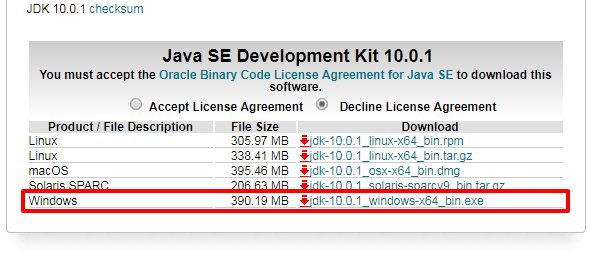 JDK 10.0.1 checksum
Java SE Development Kit 10.0.1
You must accept the Oracle Binary Code License Agreement for Java SE to download this
software.
Accept License Agreement Decline License Agreement
Product / File Description File Size Download
Linux 305.97 MB jdk-10.0.1_linux-x64_bin.rpm
Linux 338.41 MB jdk-10.0.1_linux-x64_bin.tar.gz
macOS 395.46 MB jdk-10.0.1_osx-x64_bin.dmg
Solaris SPARC 206.63 MB jdk-10.0.1_solaris-sparcv9_bin.tar.gz
Windows 390.19 MB jdk-10.0.1_windows-x64_bin.exe